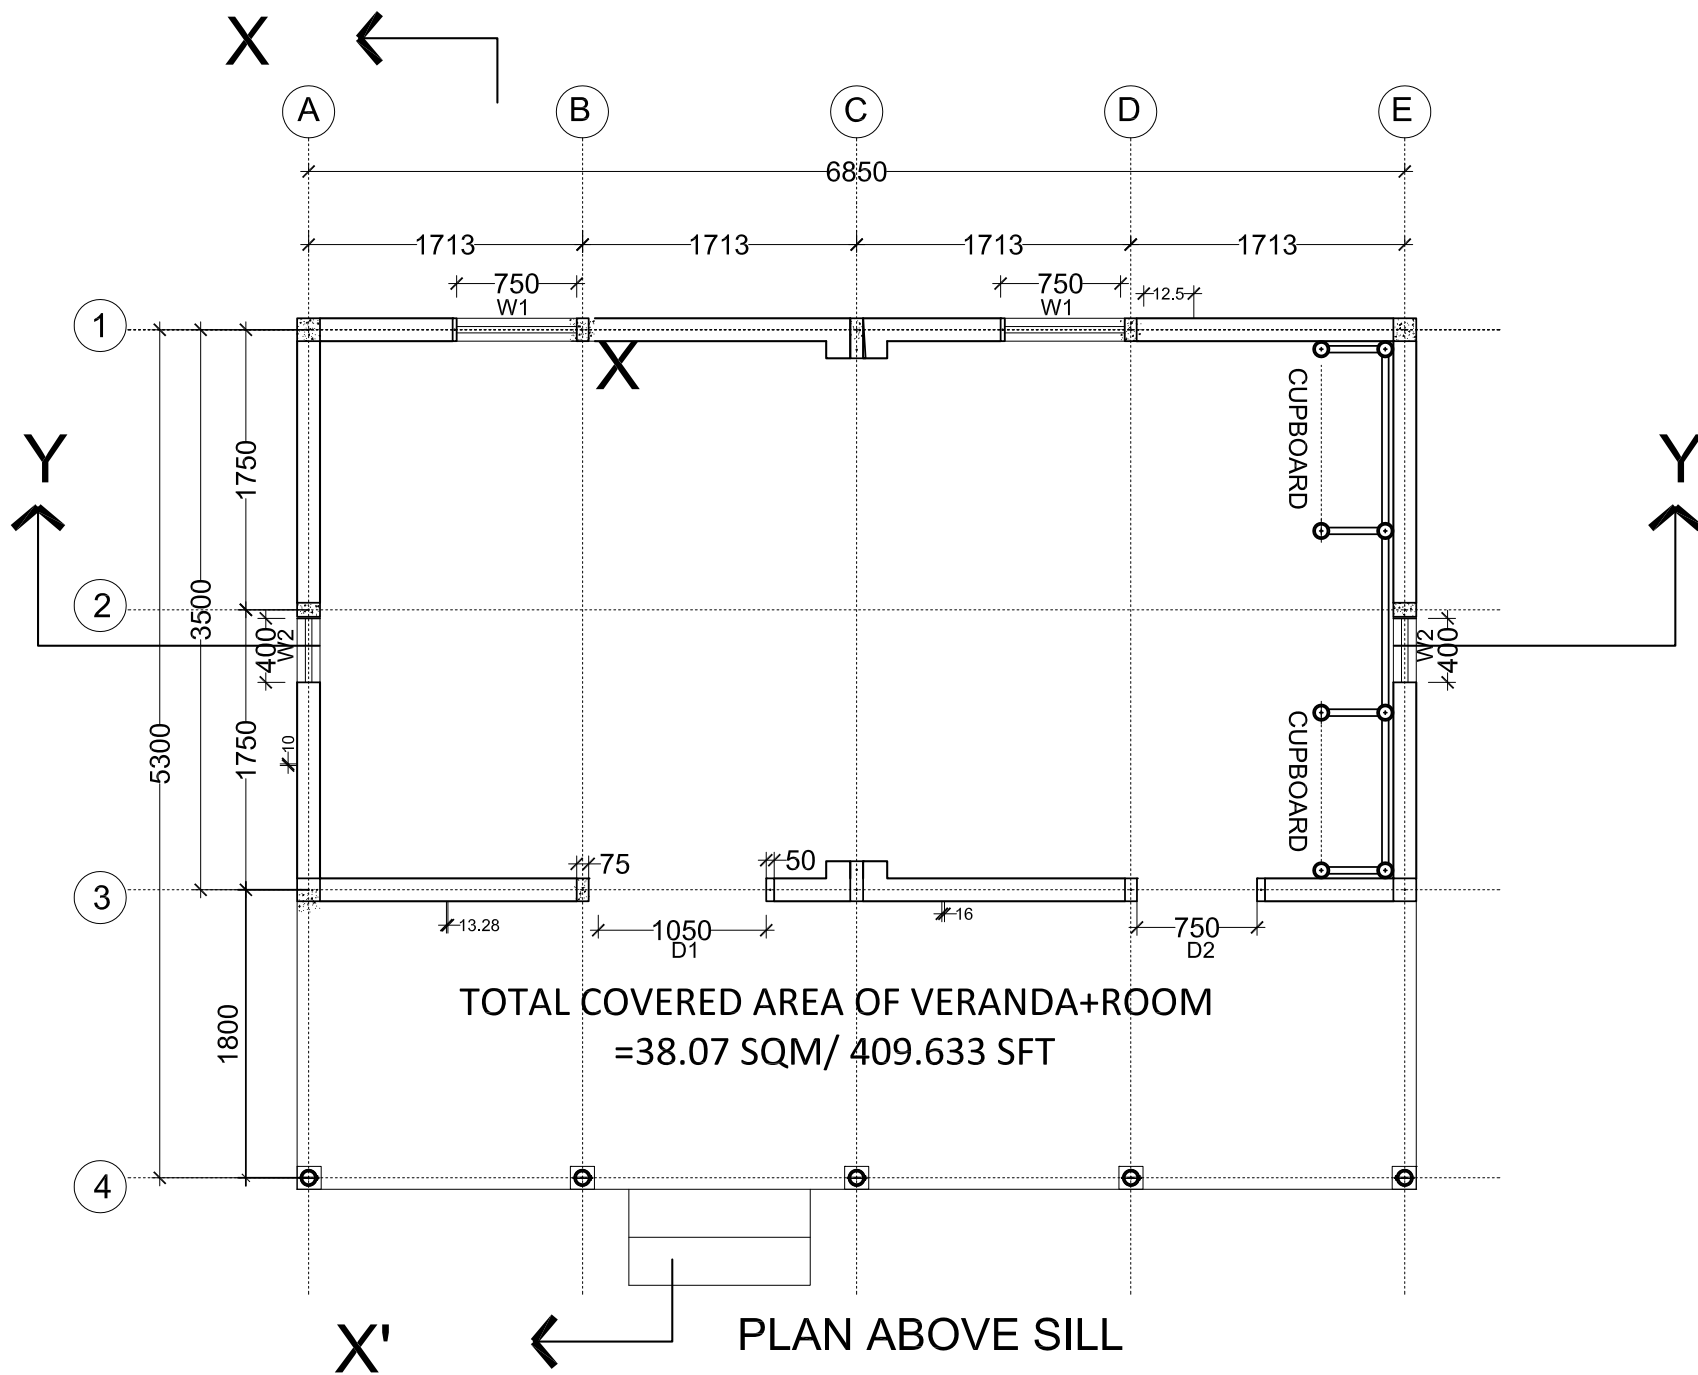 X
A B C D E
6850
1713 1713 1713 1713
750 750 12.5
W1 W1
1
X
CUPBOARD
Y Y
1750
3500
2
400 W2 W2 400
CUPBOARD
5300
1750
10
75 50
3
13.28 1050 16 750
D1 D2
TOTAL COVERED AREA OF VERANDA+ROOM
=38.07 SQM/ 409.633 SFT
1800
4
X'
PLAN ABOVE SILL